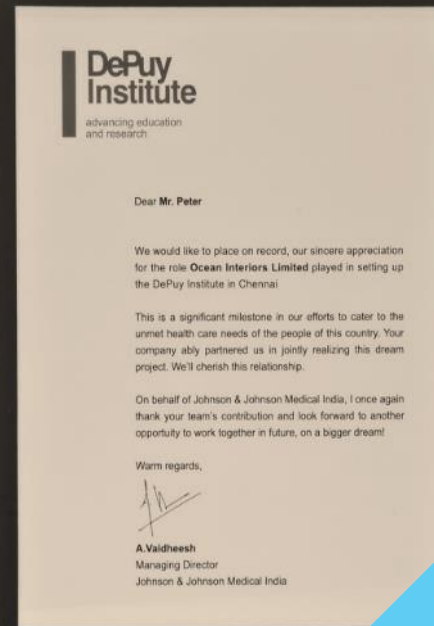 DePuy
Institute
advancing education
and research
Dear Mr. Peter
We would like to place on record, our sincere appreciation
for the role Ocean Interiors Limited played in setting up
the DePuy Institute in Chennai
This is a significant milestone in our efforts to cater to the
unmet health care needs of the people of this country. Your
company ably partnered us in jointly realizing this dream
project. We'll cherish this relationship.
On behalf of Johnson & Johnson Medical India, I once again
thank your team's contribution and look forward to another
opportuity to work together in future, on a bigger dream!
Warm regards,
A.Vaidheesh
Managing Director
Johnson & Johnson Medical India